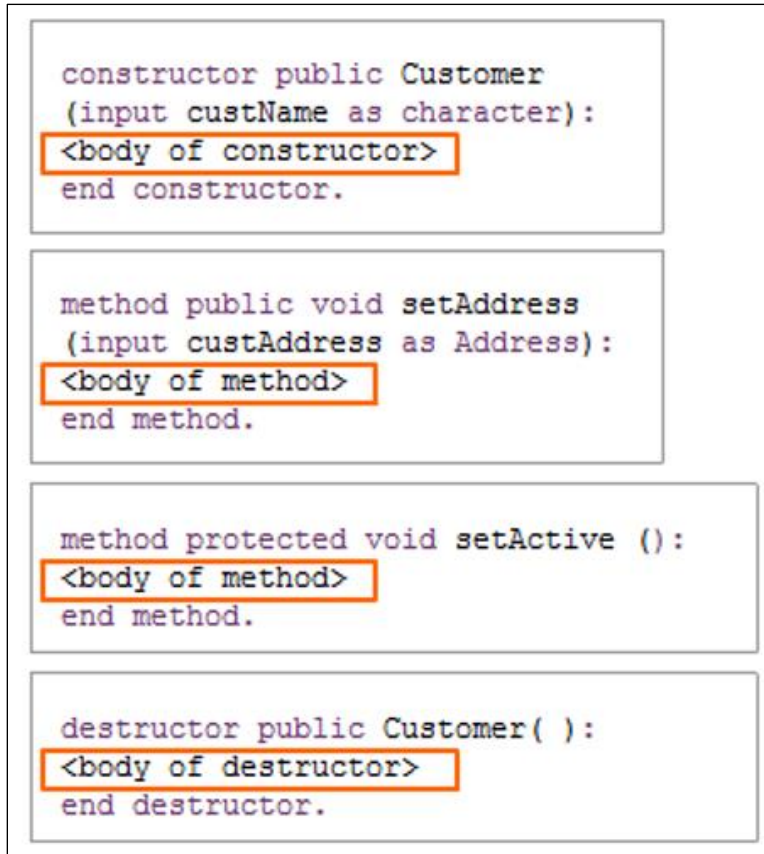 constructor public Customer
(input custName as character):
<body of constructor>
end constructor.
method public void setAddress
(input custAddress as Address):
<body of method>
end method.
method protected void setActive ():
<body of method>
end method.
destructor public Customer( ):
<body of destructor>
end destructor.